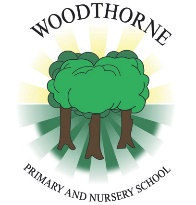 WOODTHORNE
PRIMARY AND NURSERY SCHOOL